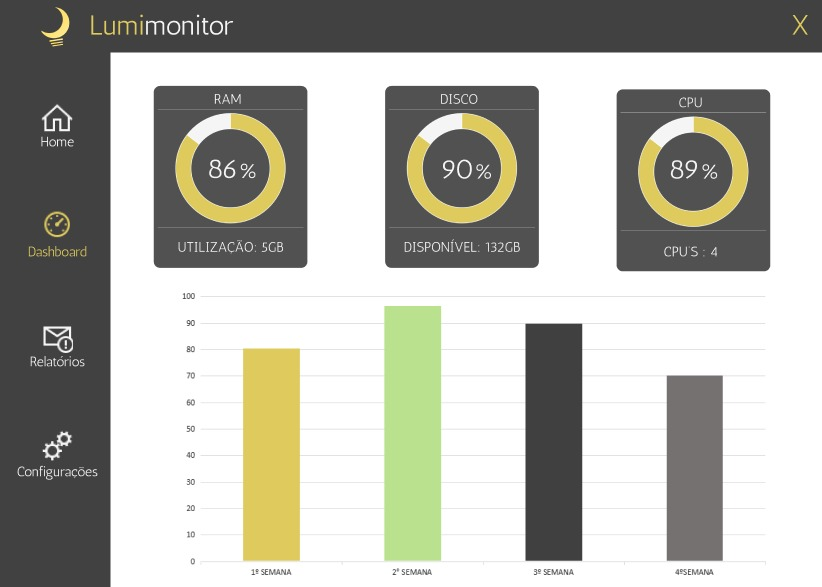 Lumimonitor
X
Home
Dashboard
Relatórios
Configurações
RAM
86%
UTILIZAÇÃO: 5GB
DISCO
90%
DISPONÍVEL: 132GB
CPU
89%
CPU'S : 4
100
90
80
70
60
50
40
30
20
10
0
1º SEMANA
2° SEMANA
3º SEMANA
4ºSEMANA